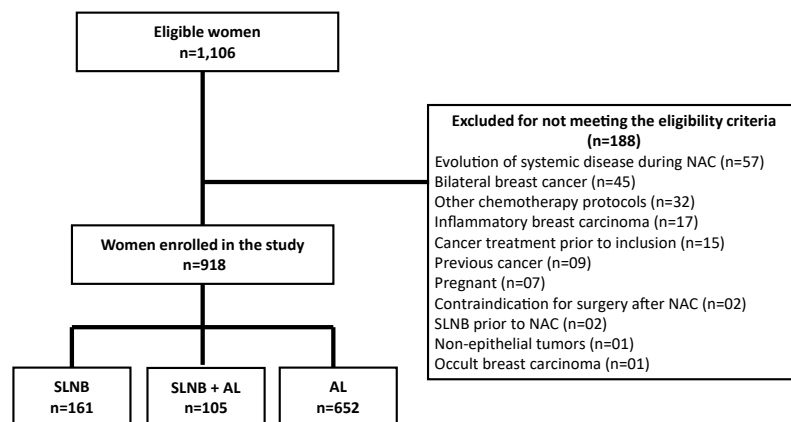 Eligible women
n=1,106
Excluded for not meeting the eligibility criteria
(n=188)
Evolution of systemic disease during NAC (n=57)
Bilateral breast cancer (n=45)
Other chemotherapy protocols (n=32)
Inflammatory breast carcinoma (n=17)
Cancer treatment prior to inclusion (n=15)
Previous cancer (n=09)
Pregnant (n=07)
Contraindication for surgery after NAC (n=02)
SLNB prior to NAC (n=02)
Non-epithelial tumors (n=01)
Occult breast carcinoma (n=01)
Women enrolled in the study
n=918
SLNB
n=161
SLNB + AL
n=105
AL
n=652